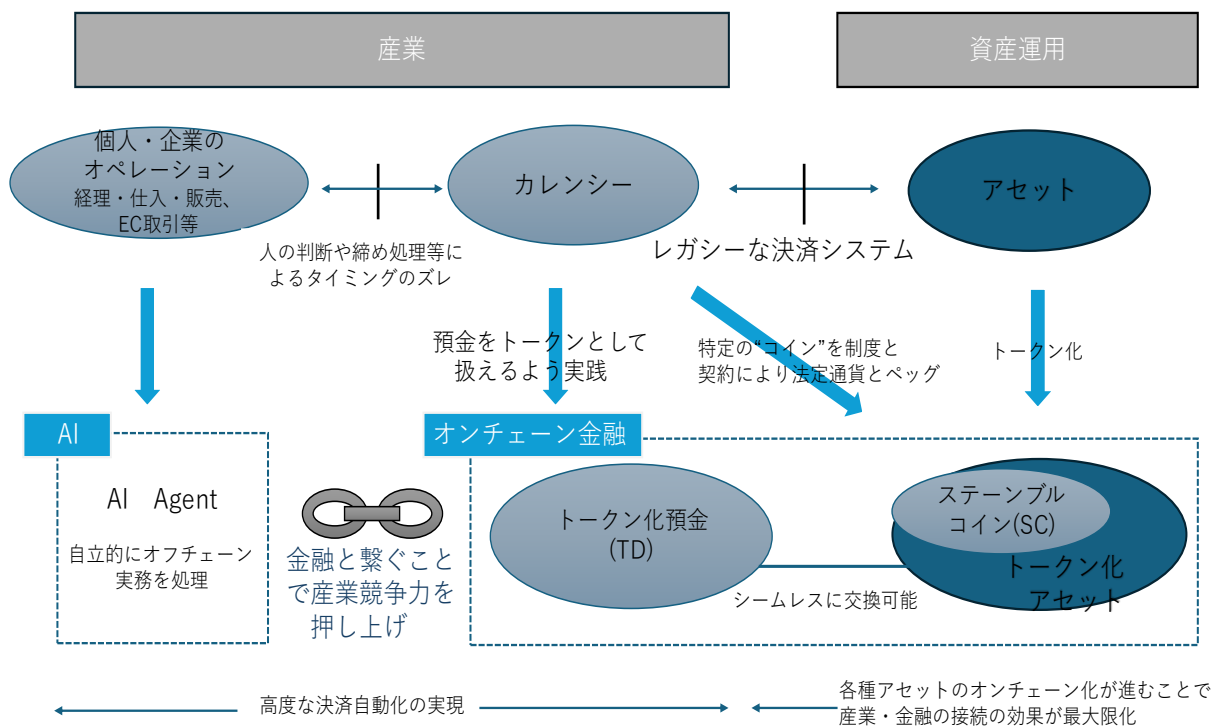 産業
資産運用
個人・企業の
オペレーション
経理・仕入・販売、
EC取引等
カレンシー
アセット
人の判断や締め処理等に
よるタイミングのズレ
レガシーな決済システム
預金をトークンとして
扱えるよう実践
特定の“コイン”を制度と
契約により法定通貨とペッグ
トークン化
AI
オンチェーン金融
AI Agent
自立的にオフチェーン
実務を処理
金融と繋ぐこと
で産業競争力を
押し上げ
トークン化預金
(TD)
シームレスに交換可能
ステーンブル
コイン(SC)
トークン化
アセット
高度な決済自動化の実現
各種アセットのオンチェーン化が進むことで
産業・金融の接続の効果が最大限化